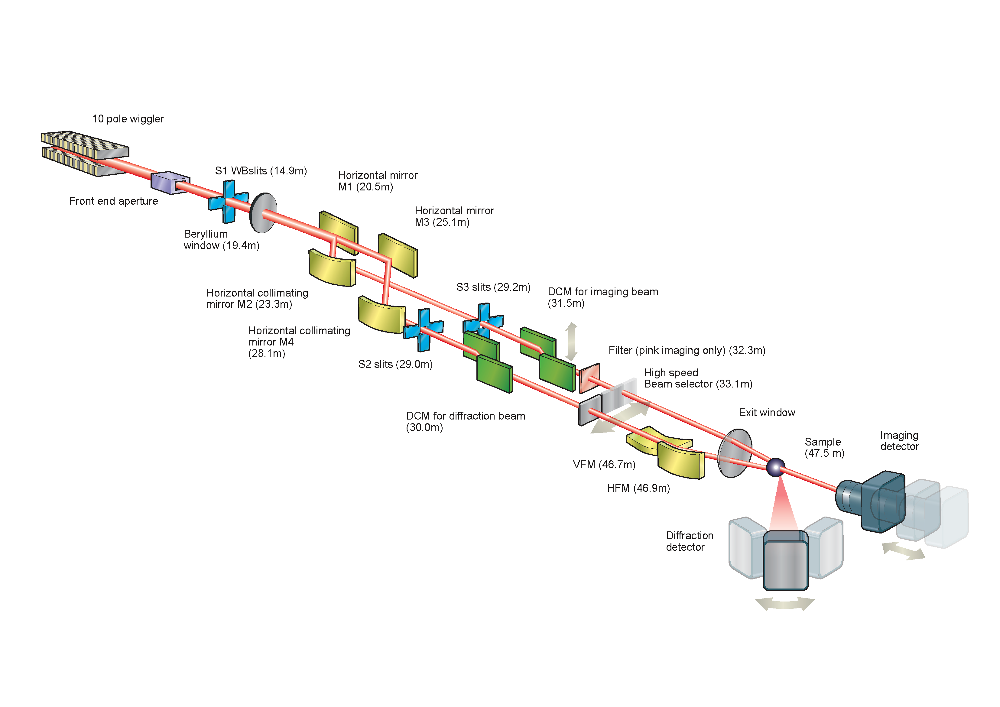 10 pole wiggler
Front end aperture
S1 WBslits (14.9m)
Beryllium
window (19.4m)
Horizontal mirror
M1 (20.5m)
Horizontal mirror
M3 (25.1m)
Horizontal collimating
mirror M2 (23.3m)
Horizontal collimating
mirror M4
(28.1m)
S2 slits (29.0m)
S3 slits (29.2m)
DCM for imaging beam
(31.5m)
DCM for diffraction beam
(30.0m)
Filter (pink imaging only) (32.3m)
High speed
Beam selector (33.1m)
VFM (46.7m)
HFM (46.9m)
Exit window
Sample
(47.5 m)
Imaging
detector
Diffraction
detector